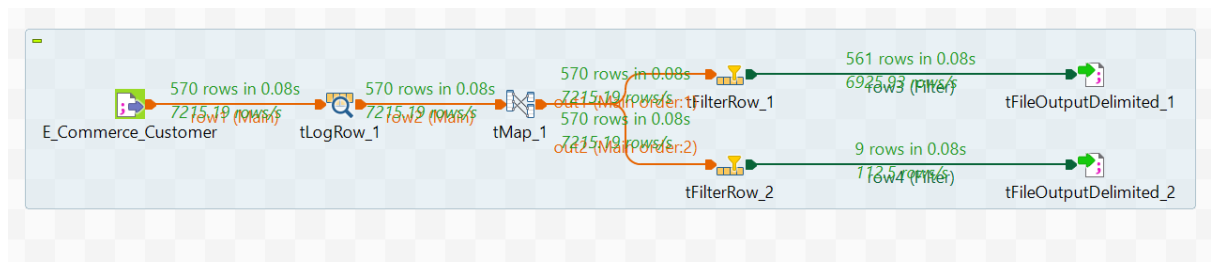 570 rows in 0.08s
7215.19 rows/s
row1 (Main)
570 rows in 0.08s
7215.19 rows/s
row2 (Main)
570 rows in 0.08s
7215.19 rows/s
out1 (Main order:1)
570 rows in 0.08s
7215.19 rows/s
out2 (Main order:2)
561 rows in 0.08s
6925.93 rows/s
row3 (Filter)
9 rows in 0.08s
112.5 rows/s
row4 (Filter)
E_Commerce_Customer
tLogRow_1
tMap_1
tFilterRow_1
tFileOutputDelimited_1
tFilterRow_2
tFileOutputDelimited_2